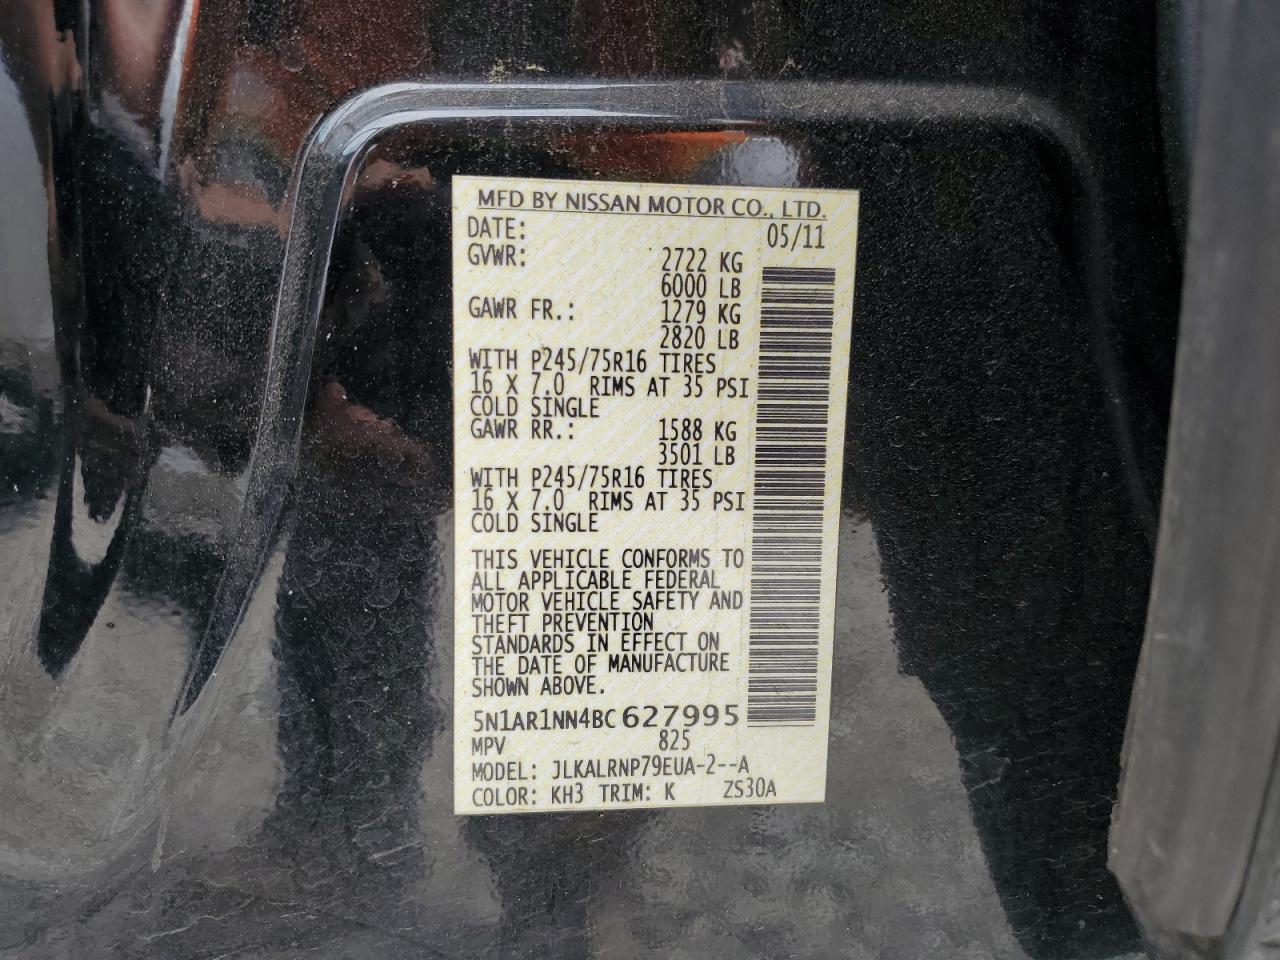 MFD BY NISSAN MOTOR CO., LTD.
DATE: 05/11
GVWR: 2722 KG
6000 LB
GAWR FR.: 1279 KG
2820 LB
WITH P245/75R16 TIRES
16 X 7.0 RIMS AT 35 PSI
COLD SINGLE
GAWR RR.: 1588 KG
3501 LB
WITH P245/75R16 TIRES
16 X 7.0 RIMS AT 35 PSI
COLD SINGLE
THIS VEHICLE CONFORMS TO
ALL APPLICABLE FEDERAL
MOTOR VEHICLE SAFETY AND
THEFT PREVENTION
STANDARDS IN EFFECT ON
THE DATE OF MANUFACTURE
SHOWN ABOVE.
5N1AR1NN4BC627995
MPV 825
MODEL: JLKALRNP79EUA-2--A
COLOR: KH3 TRIM: K ZS30A